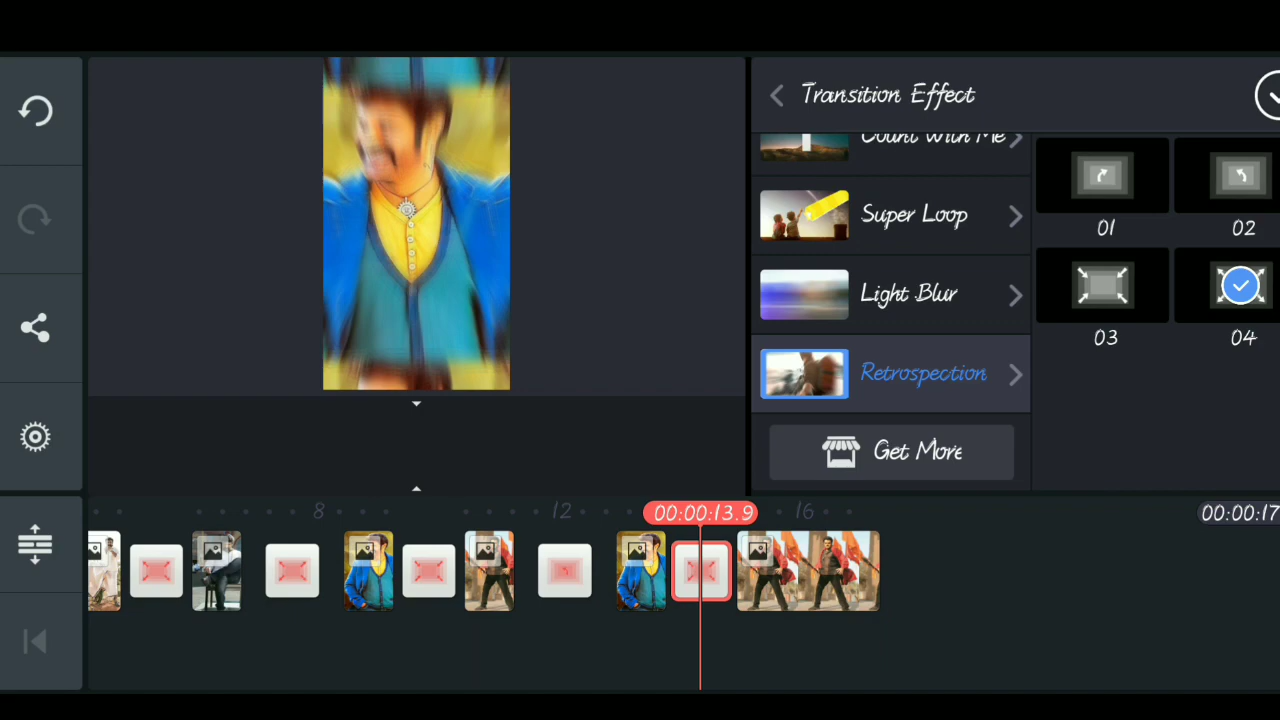 Transition Effect
Count With Me
Super Loop
Light Blur
Retrospection
Get More
01
02
03
04
8
12
16
00:00:13.9
00:00:17